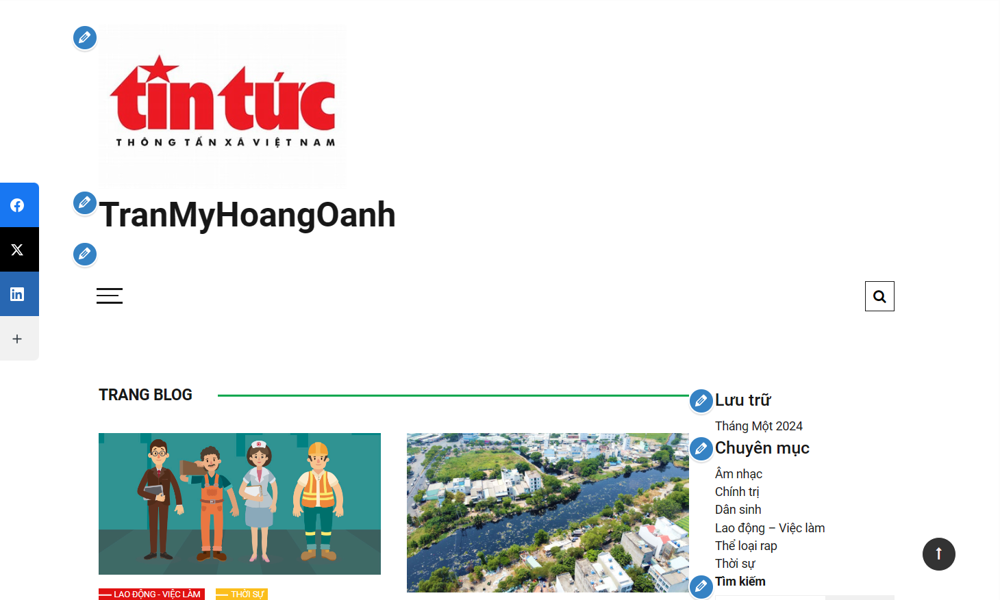 tin tức
THÔNG TẤN XÃ VIỆT NAM
TranMyHoangOanh
TRANG BLOG
LAO ĐỘNG - VIỆC LÀM
THỜI SỰ
Lưu trữ
Tháng Một 2024
Chuyên mục
Âm nhạc
Chính trị
Dân sinh
Lao động – Việc làm
Thể loại rap
Thời sự
Tìm kiếm